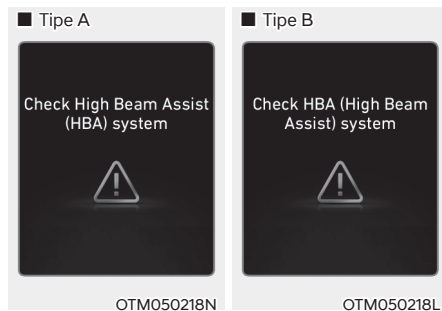 ■ Tipe A
Check High Beam Assist
(HBA) system
OTM050218N
■ Tipe B
Check HBA (High Beam
Assist) system
OTM050218L